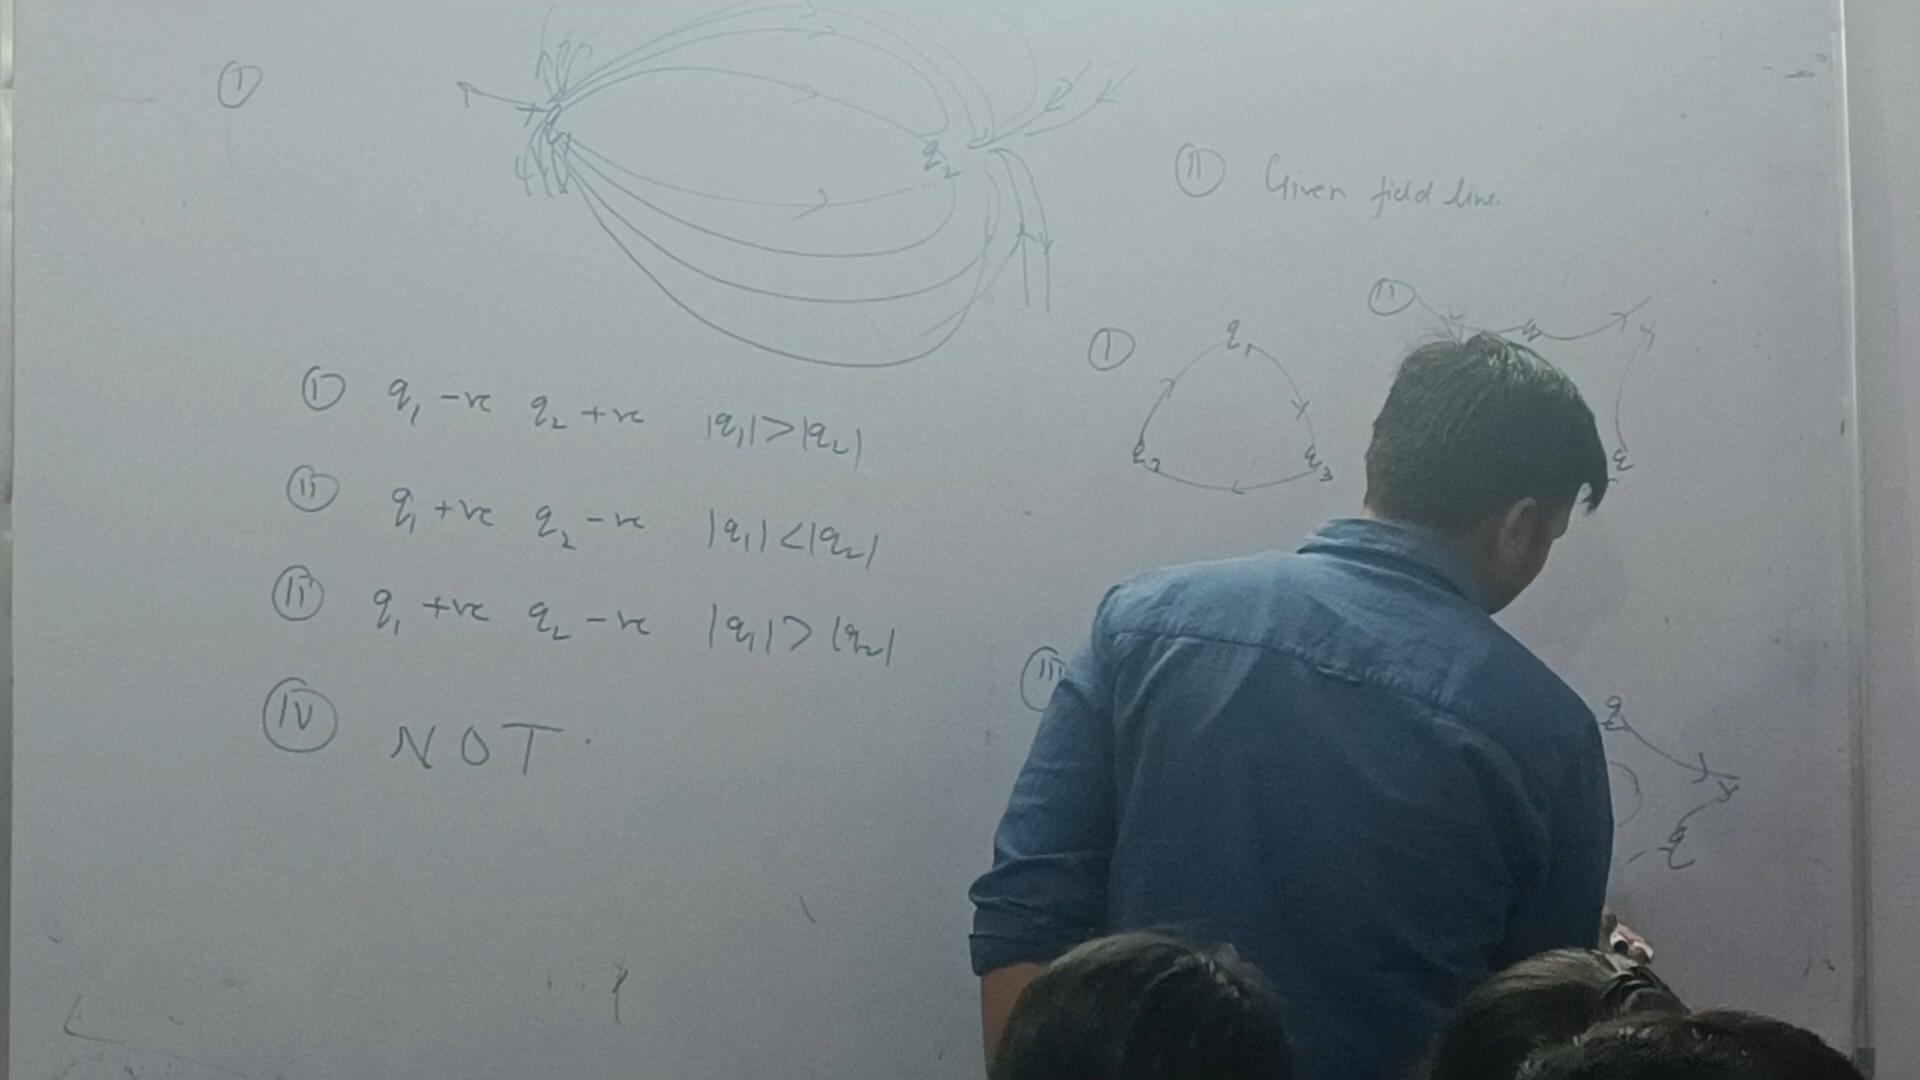 I
q₂
II Given field line.
II
I q₁
q₂ q₃
q
I q₁ -ve q₂ +ve |q₁|>|q₂|
II q₁ +ve q₂ -ve |q₁|<|q₂|
III q₁ +ve q₂ -ve |q₁|>|q₂|
III
q
IV NOT.
-q